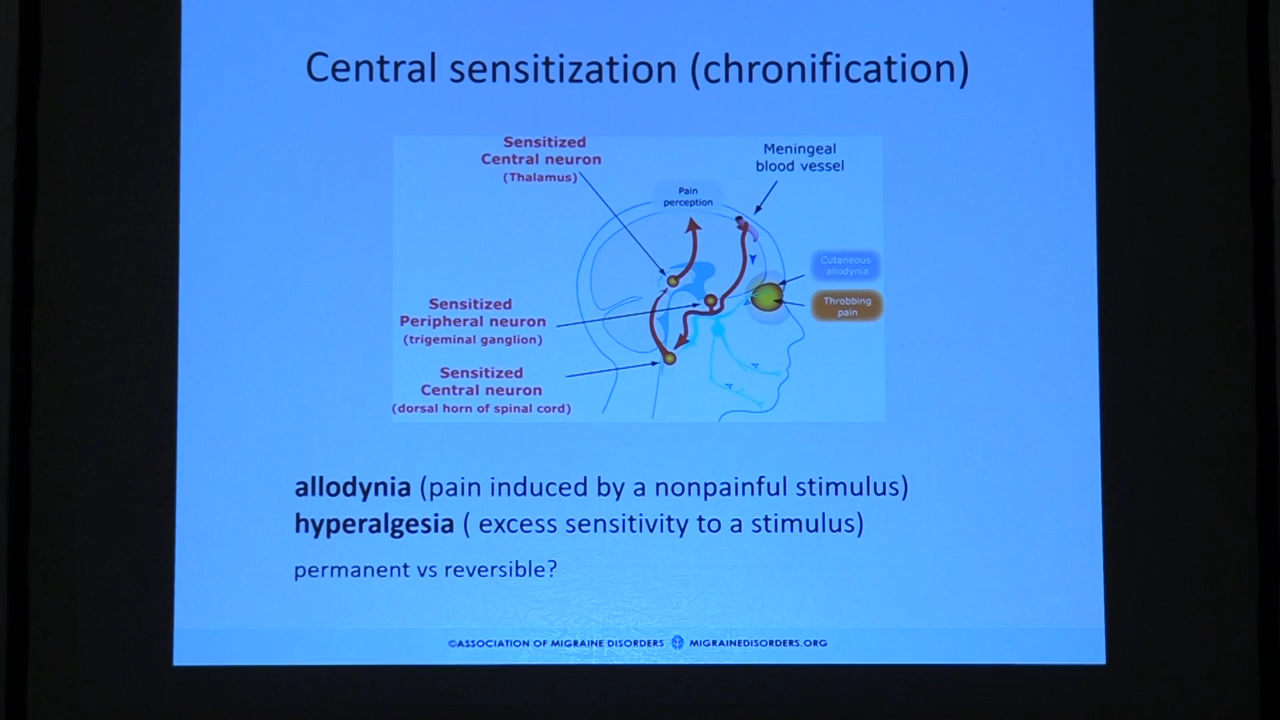 Central sensitization (chronification)
Sensitized
Central neuron
(Thalamus)
Meningeal
blood vessel
Pain
perception
Cutaneous
allodynia
Throbbing
pain
Sensitized
Peripheral neuron
(trigeminal ganglion)
Sensitized
Central neuron
(dorsal horn of spinal cord)
allodynia (pain induced by a nonpainful stimulus)
hyperalgesia ( excess sensitivity to a stimulus)
permanent vs reversible?
©ASSOCIATION OF MIGRAINE DISORDERS MIGRAINEDISORDERS.ORG